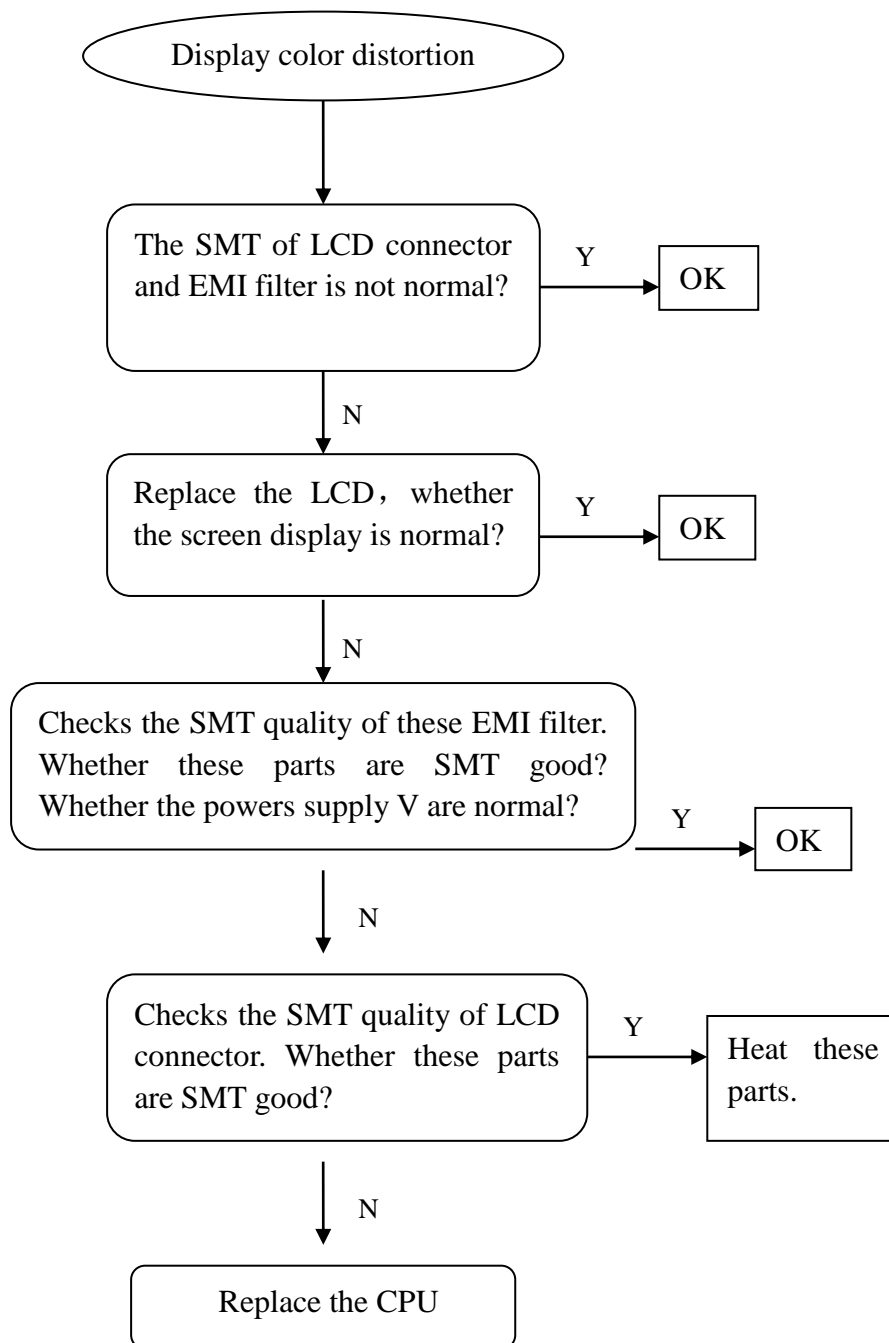 Display color distortion
The SMT of LCD connector
and EMI filter is not normal?
Y
OK
N
Replace the LCD，whether
the screen display is normal?
Y
OK
N
Checks the SMT quality of these EMI filter.
Whether these parts are SMT good?
Whether the powers supply V are normal?
Y
OK
N
Checks the SMT quality of LCD
connector. Whether these parts
are SMT good?
Y
Heat these
parts.
N
Replace the CPU